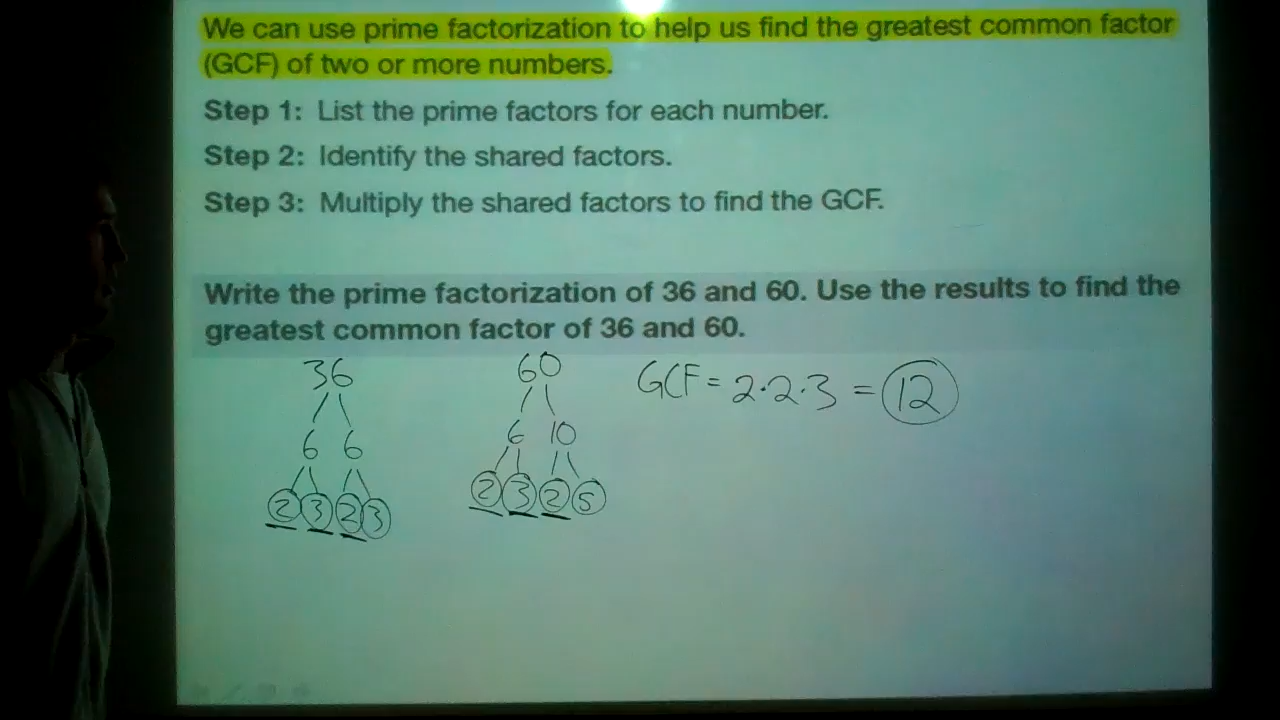 We can use prime factorization to help us find the greatest common factor
(GCF) of two or more numbers.
Step 1: List the prime factors for each number.
Step 2: Identify the shared factors.
Step 3: Multiply the shared factors to find the GCF.
Write the prime factorization of 36 and 60. Use the results to find the
greatest common factor of 36 and 60.
36 60 GCF = 2·2·3 = 12
6 6 6 10
2 3 2 3 2 3 2 5